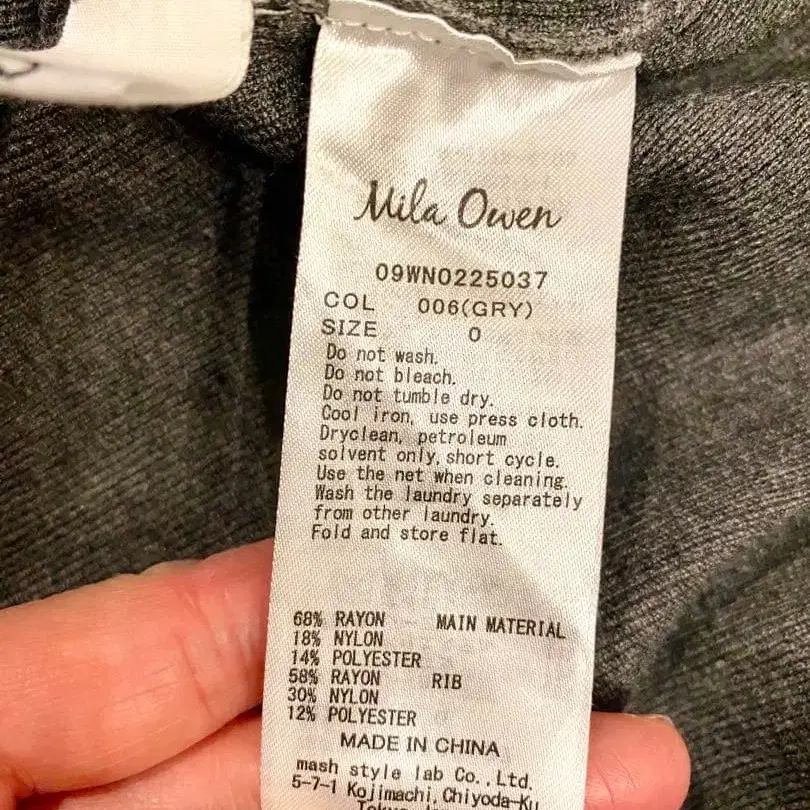 Mila Owen
09WN0225037
COL 006(GRY)
SIZE 0
Do not wash.
Do not bleach.
Do not tumble dry.
Cool iron, use press cloth.
Dryclean, petroleum
solvent only, short cycle.
Use the net when cleaning.
Wash the laundry separately
from other laundry.
Fold and store flat.
68% RAYON MAIN MATERIAL
18% NYLON
14% POLYESTER
58% RAYON RIB
30% NYLON
12% POLYESTER
MADE IN CHINA
mash style lab Co.,Ltd.
5-7-1 Kojimachi, Chiyoda-Ku